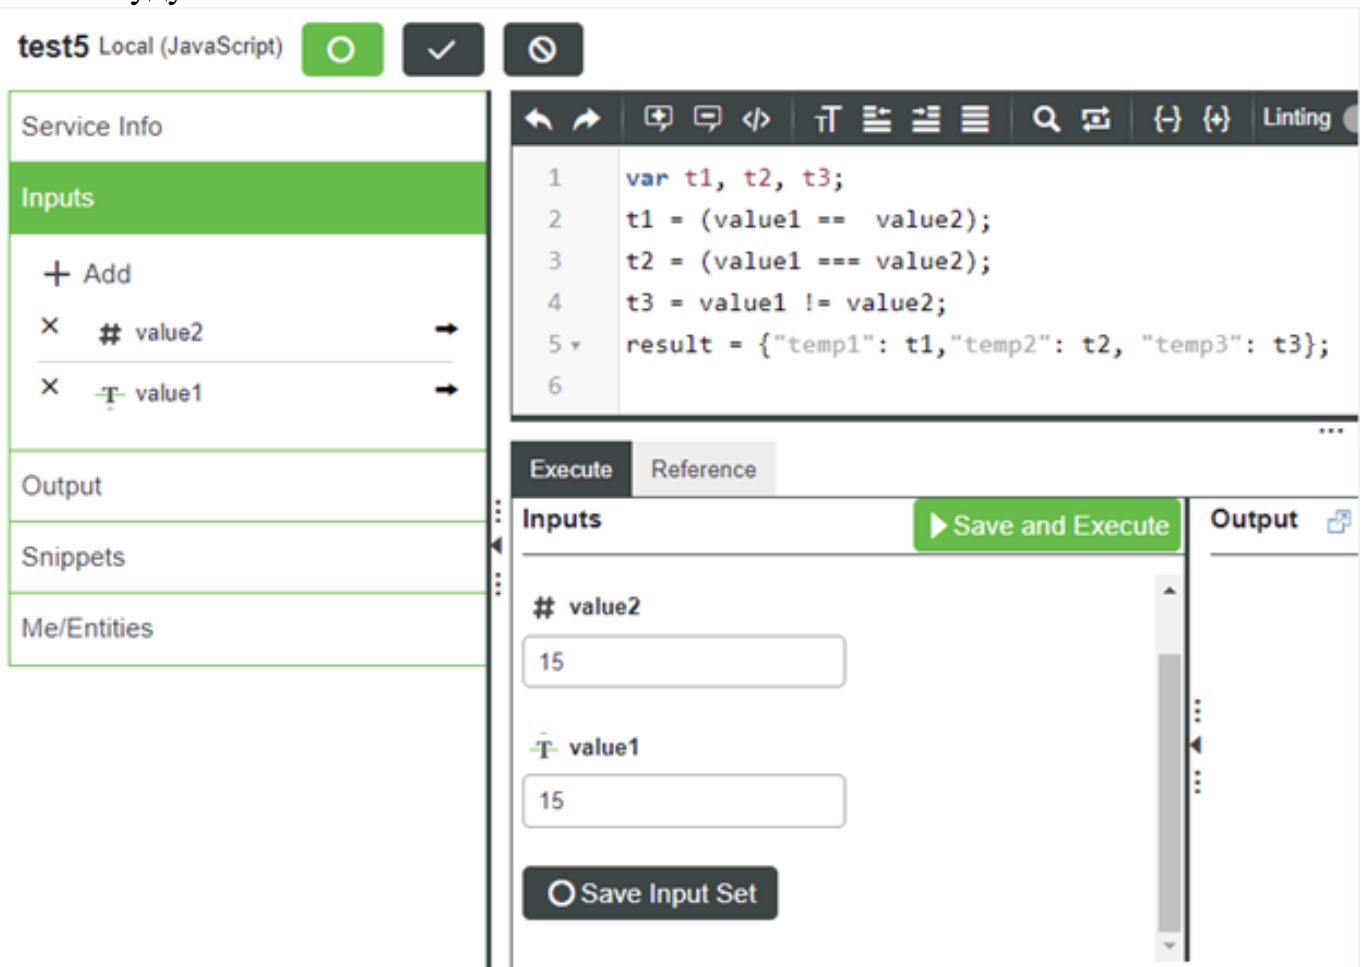 test5 Local (JavaScript)
Service Info
Inputs
+ Add
× # value2
× T value1
Output
Snippets
Me/Entities
Linting
1 var t1, t2, t3;
2 t1 = (value1 ==  value2);
3 t2 = (value1 === value2);
4 t3 = value1 != value2;
5 result = {"temp1": t1,"temp2": t2, "temp3": t3};
6
Execute Reference
Inputs
Save and Execute
Output
# value2
15
T value1
15
Save Input Set